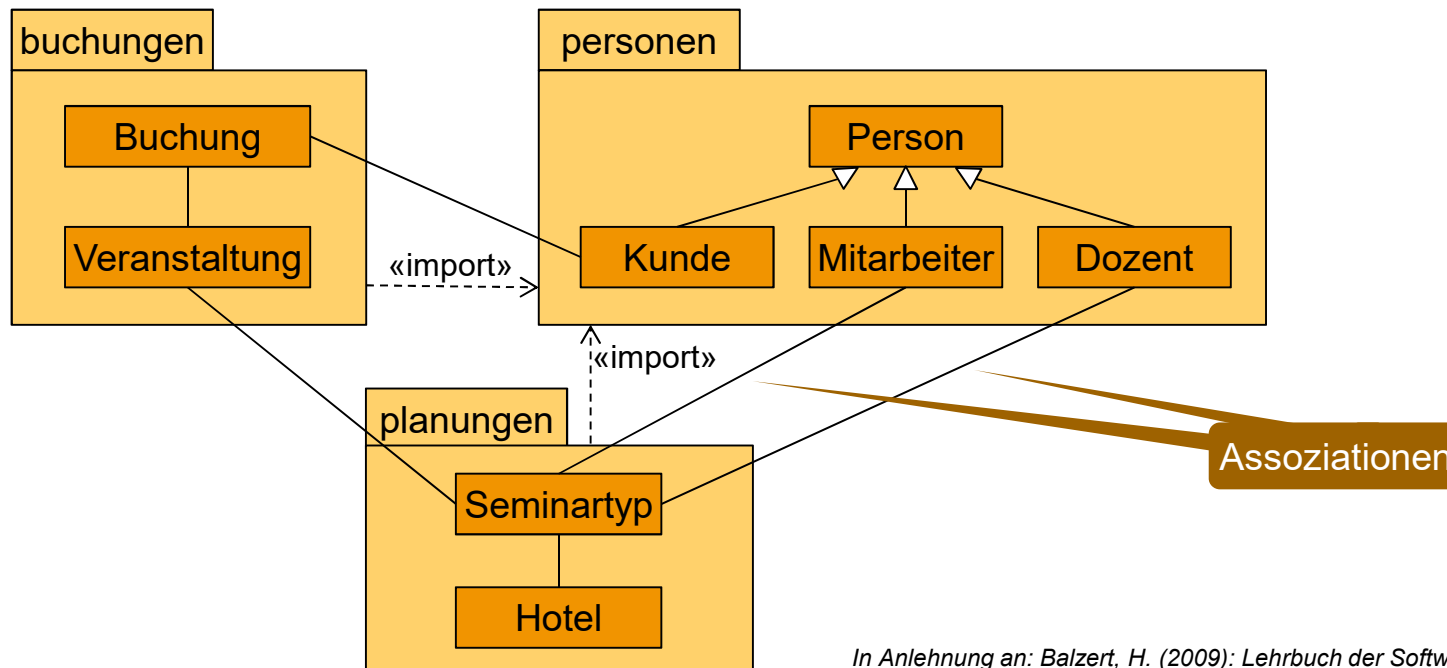 buchungen
personen
Buchung
Person
Veranstaltung
«import»
Kunde
Mitarbeiter
Dozent
«import»
planungen
Assoziationen
Seminartyp
Hotel
In Anlehnung an: Balzert, H. (2009): Lehrbuch der Softw